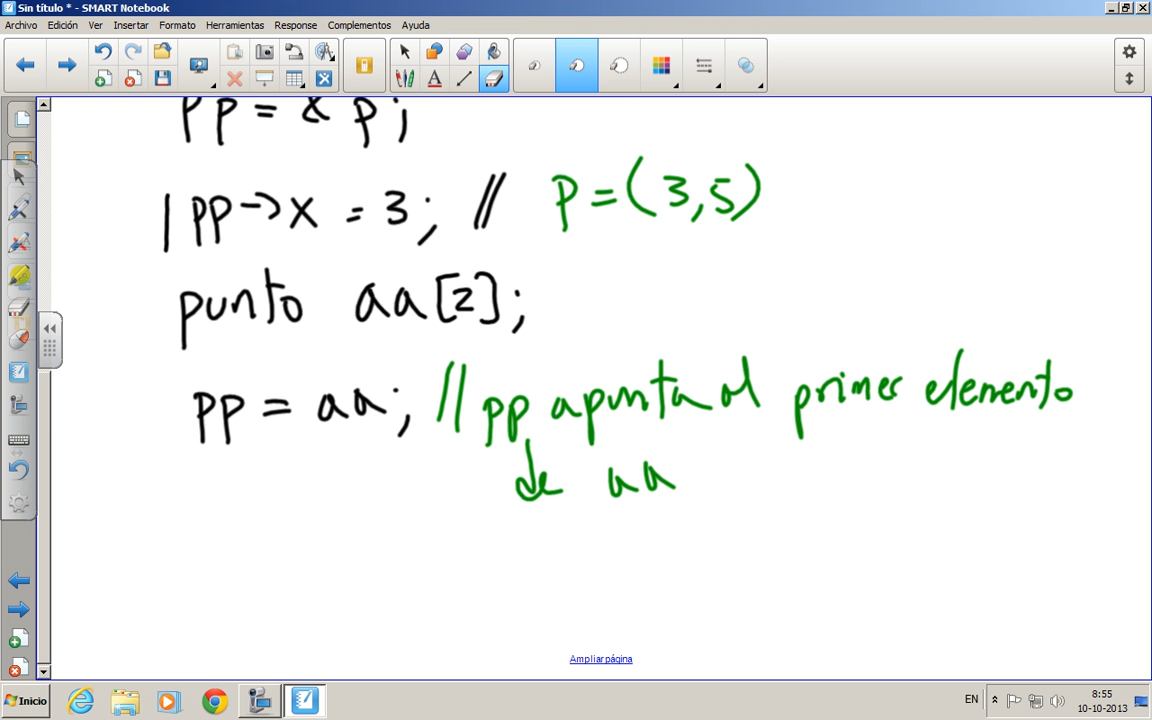 Sin título * - SMART Notebook
Archivo Edición Ver Insertar Formato Herramientas Response Complementos Ayuda
pp = & p;
pp->x = 3; // p = (3,5)
punto aa[2];
pp = aa; // pp apunta al primer elemento
de aa
Ampliar página
Inicio
EN
8:55
10-10-2013